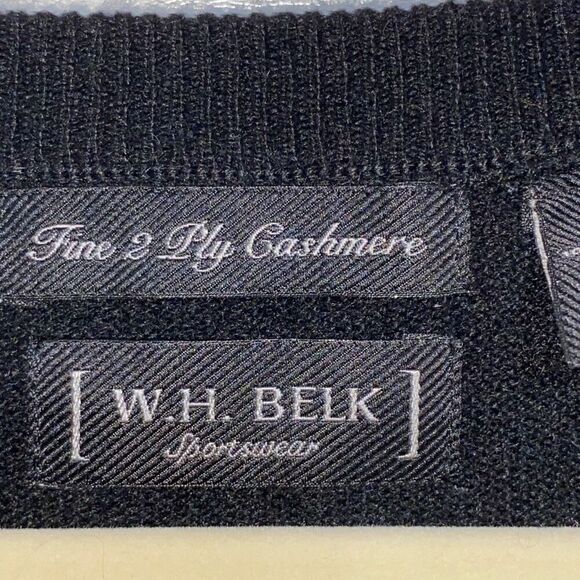 Fine 2 Ply Cashmere
[ W.H. BELK
Sportswear ]